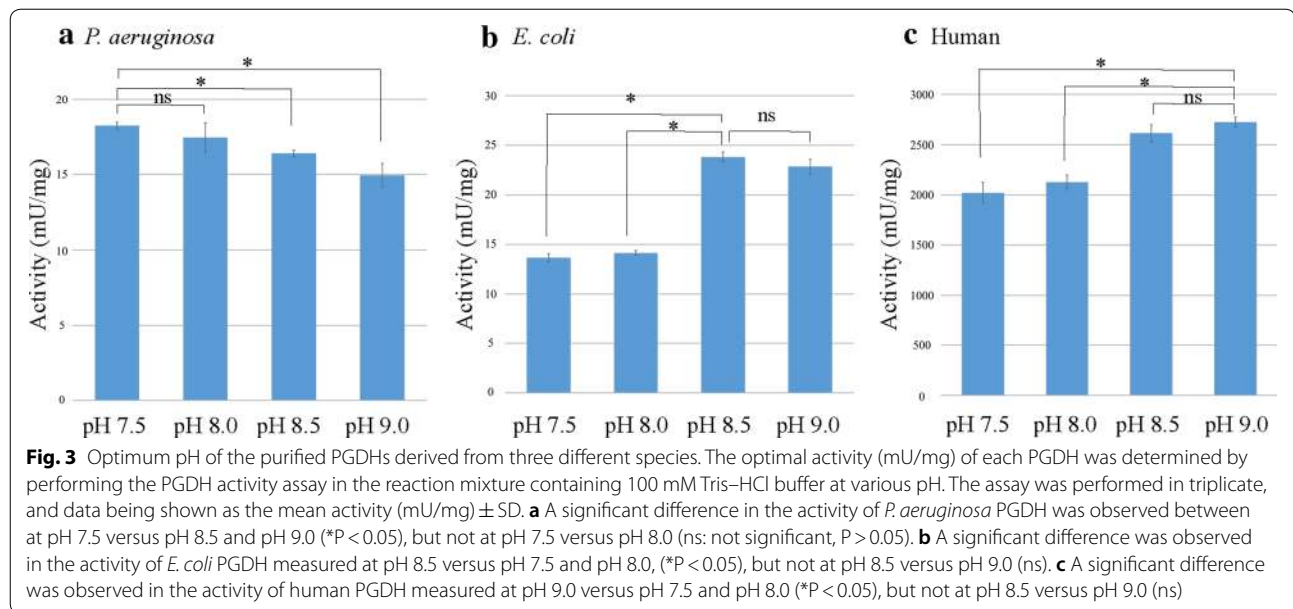 a P. aeruginosa
*
*
ns
20
15
10
5
0
Activity (mU/mg)
pH 7.5 pH 8.0 pH 8.5 pH 9.0
b E. coli
*
*
ns
30
25
20
15
10
5
0
Activity (mU/mg)
pH 7.5 pH 8.0 pH 8.5 pH 9.0
c Human
*
*
ns
3000
2500
2000
1500
1000
500
0
Activity (mU/mg)
pH 7.5 pH 8.0 pH 8.5 pH 9.0
Fig. 3 Optimum pH of the purified PGDHs derived from three different species. The optimal activity (mU/mg) of each PGDH was determined by
performing the PGDH activity assay in the reaction mixture containing 100 mM Tris–HCl buffer at various pH. The assay was performed in triplicate,
and data being shown as the mean activity (mU/mg) ± SD. a A significant difference in the activity of P. aeruginosa PGDH was observed between
at pH 7.5 versus pH 8.5 and pH 9.0 (*P < 0.05), but not at pH 7.5 versus pH 8.0 (ns: not significant, P > 0.05). b A significant difference was observed
in the activity of E. coli PGDH measured at pH 8.5 versus pH 7.5 and pH 8.0, (*P < 0.05), but not at pH 8.5 versus pH 9.0 (ns). c A significant difference
was observed in the activity of human PGDH measured at pH 9.0 versus pH 7.5 and pH 8.0 (*P < 0.05), but not at pH 8.5 versus pH 9.0 (ns)